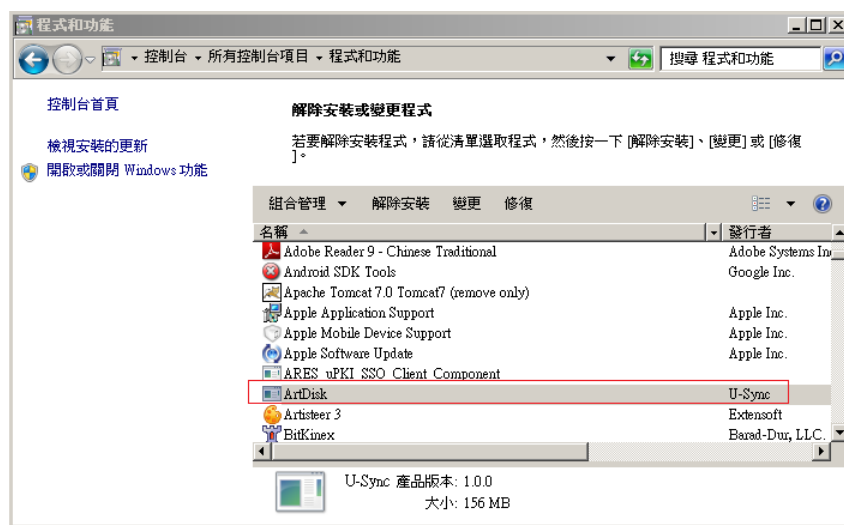 程式和功能
控制台 所有控制台項目 程式和功能
搜尋 程式和功能
控制台首頁
檢視安裝的更新
開啟或關閉 Windows 功能
解除安裝或變更程式
若要解除安裝程式,請從清單選取程式,然後按一下 [解除安裝]、[變更] 或 [修復
]。
組合管理 解除安裝 變更 修復
名稱 發行者
Adobe Reader 9 - Chinese Traditional Adobe Systems In
Android SDK Tools Google Inc.
Apache Tomcat 7.0 Tomcat7 (remove only)
Apple Application Support Apple Inc.
Apple Mobile Device Support Apple Inc.
Apple Software Update Apple Inc.
ARES uPKI SSO Client Component
ArtDisk U-Sync
Artisteer 3 Extensoft
BitKinex Barad-Dur, LLC.
U-Sync 產品版本: 1.0.0
大小: 156 MB